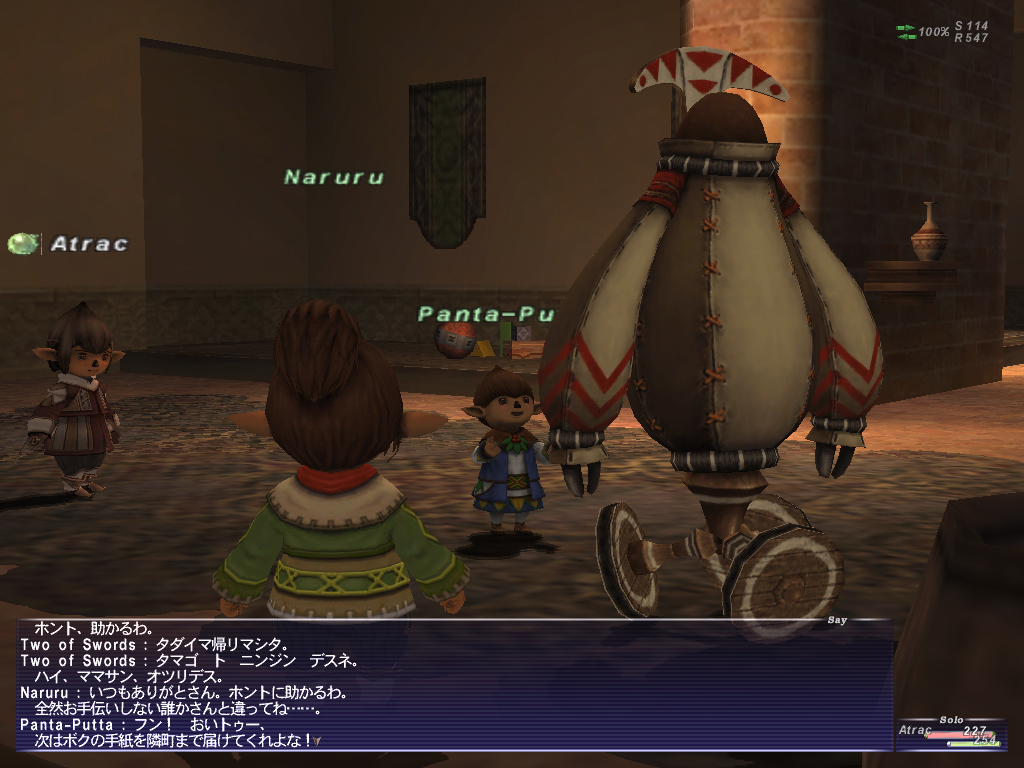 100% S 114
R 547
Naruru
Atrac
Panta-Pu
Say
ホント、助かるわ。
Two of Swords : タダイマ帰リマシタ。
Two of Swords : タマゴ ト ニンジン デスネ。
ハイ、ママサン、オツリデス。
Naruru : いつもありがとさん。ホントに助かるわ。
全然お手伝いしない誰かさんと違ってね……。
Panta-Putta : フン! おいトゥー、
次はボクの手紙を隣町まで届けてくれよな!
Solo
Atrac 227
254